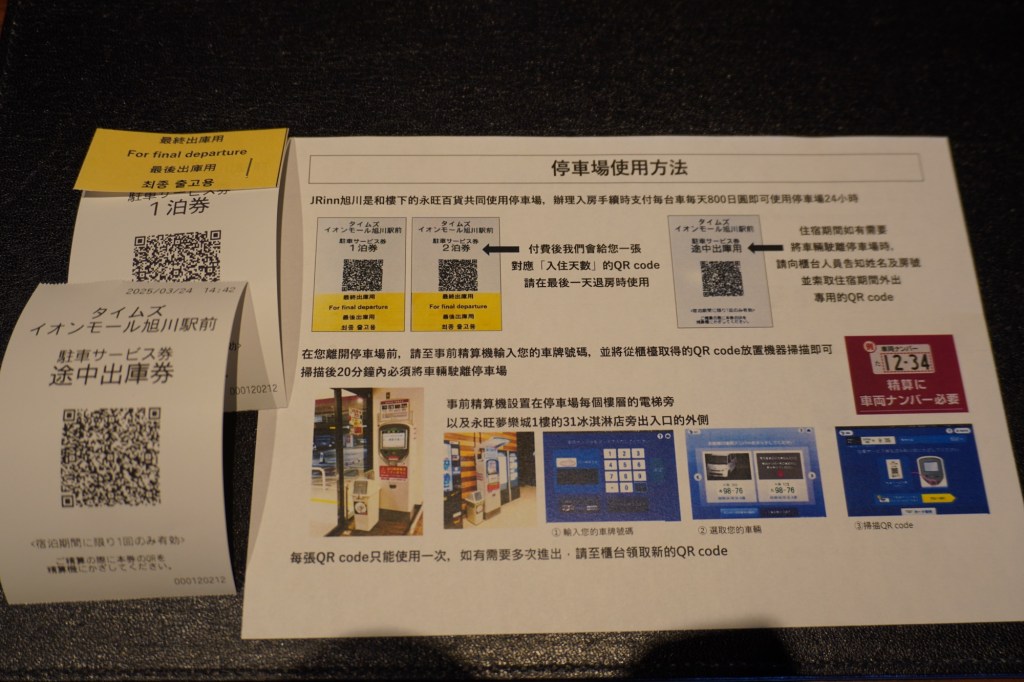 最終出庫用
For final departure
最後出庫用
최종 출고용
駐車サービス券
1泊券
000120212
2025/03/24 14:42
タイムズ
イオンモール旭川駅前
駐車サービス券
途中出庫券
<宿泊期間に限り1回のみ有効>
ご精算の際に本券のQRを
精算機にかざしてください。
000120212
停車場使用方法
JRinn旭川是和樓下的永旺百貨共同使用停車場，辦理入房手續時支付每台車每天800日圓即可使用停車場24小時
タイムズ
イオンモール旭川駅前
駐車サービス券
1泊券
最終出庫用
For final departure
最後出庫用
최종 출고용
タイムズ
イオンモール旭川駅前
駐車サービス券
2泊券
最終出庫用
For final departure
最後出庫用
최종 출고용
付費後我們會給您一張
對應「入住天數」的QR code
請在最後一天退房時使用
タイムズ
イオンモール旭川駅前
駐車サービス券
途中出庫用
住宿期間如有需要
將車輛駛離停車場時，
請向櫃台人員告知姓名及房號
並索取住宿期間外出
專用的QR code
在您離開停車場前，請至事前精算機輸入您的車牌號碼，並將從櫃檯取得的QR code放置機器掃描即可
掃描後20分鐘內必須將車輛駛離停車場
例
車両ナンバー
た 12-34
精算に
車両ナンバー必要
事前精算機設置在停車場每個樓層的電梯旁
以及永旺夢樂城1樓的31冰淇淋店旁出入口的外側
① 輸入您的車牌號碼
② 選取您的車輛
③掃描QR code
每張QR code只能使用一次，如有需要多次進出，請至櫃台領取新的QR code